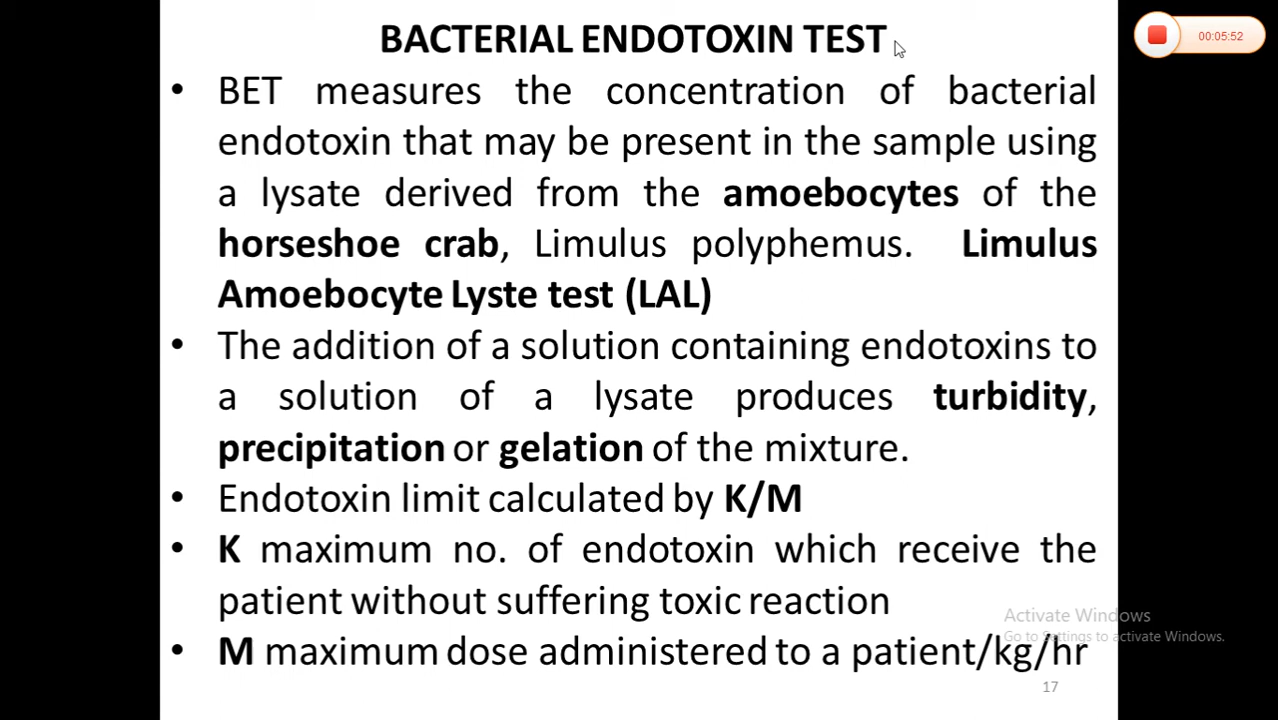 BACTERIAL ENDOTOXIN TEST
00:05:52
• BET measures the concentration of bacterial
endotoxin that may be present in the sample using
a lysate derived from the amoebocytes of the
horseshoe crab, Limulus polyphemus. Limulus
Amoebocyte Lyste test (LAL)
• The addition of a solution containing endotoxins to
a solution of a lysate produces turbidity,
precipitation or gelation of the mixture.
• Endotoxin limit calculated by K/M
• K maximum no. of endotoxin which receive the
patient without suffering toxic reaction
• M maximum dose administered to a patient/kg/hr
Activate Windows
Go to Settings to activate Windows.
17